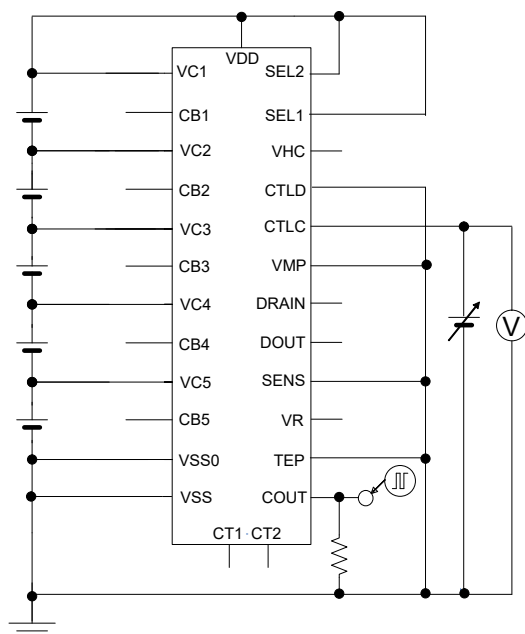 VDD
VC1
SEL2
CB1
SEL1
VC2
VHC
CB2
CTLD
VC3
CTLC
CB3
VMP
VC4
DRAIN
V
CB4
DOUT
VC5
SENS
CB5
VR
VSS0
TEP
VSS
COUT
CT1 CT2